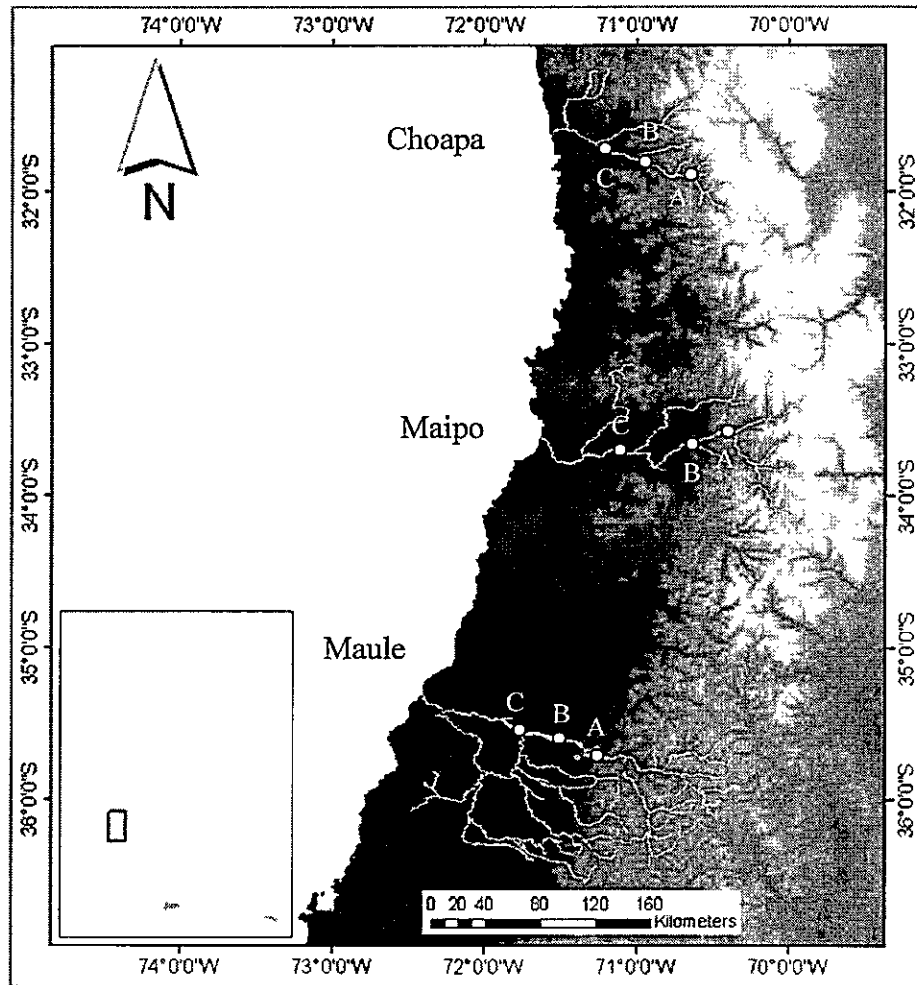 74°0'0"W 73°0'0"W 72°0'0"W 71°0'0"W 70°0'0"W
N
Choapa
B
C
A
32°0'0"S 32°0'0"S
33°0'0"S 33°0'0"S
Maipo
C
B
A
34°0'0"S 34°0'0"S
35°0'0"S 35°0'0"S
Maule
C
B
A
36°0'0"S 36°0'0"S
0 20 40 80 120 160
Kilometers
74°0'0"W 73°0'0"W 72°0'0"W 71°0'0"W 70°0'0"W